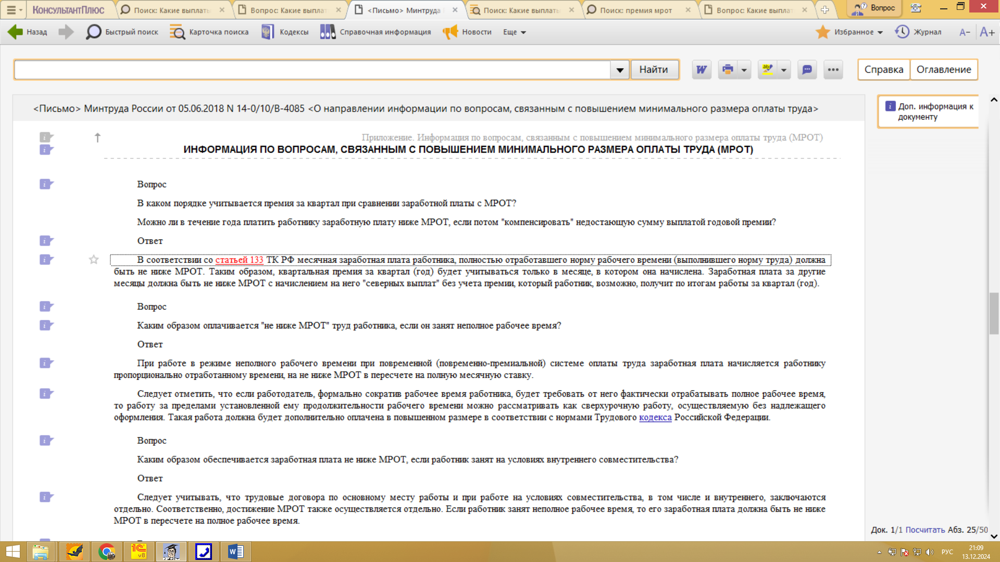 КонсультантПлюс
Поиск: Какие выплаты
Вопрос: Какие выплат
<Письмо> Минтруда
Поиск: Какие выплаты
Поиск: премия мрот
Вопрос: Какие выплат
Вопрос
Назад
Быстрый поиск
Карточка поиска
Кодексы
Справочная информация
Новости
Еще
Избранное
Журнал
A−
A+
Найти
W
Справка
Оглавление
<Письмо> Минтруда России от 05.06.2018 N 14-0/10/В-4085 <О направлении информации по вопросам, связанным с повышением минимального размера оплаты труда>
Доп. информация к
документу
Приложение. Информация по вопросам, связанным с повышением минимального размера оплаты труда (МРОТ)
ИНФОРМАЦИЯ ПО ВОПРОСАМ, СВЯЗАННЫМ С ПОВЫШЕНИЕМ МИНИМАЛЬНОГО РАЗМЕРА ОПЛАТЫ ТРУДА (МРОТ)
Вопрос
В каком порядке учитывается премия за квартал при сравнении заработной платы с МРОТ?
Можно ли в течение года платить работнику заработную плату ниже МРОТ, если потом "компенсировать" недостающую сумму выплатой годовой премии?
Ответ
В соответствии со статьей 133 ТК РФ месячная заработная плата работника, полностью отработавшего норму рабочего времени (выполнившего норму труда) должна
быть не ниже МРОТ. Таким образом, квартальная премия за квартал (год) будет учитываться только в месяце, в котором она начислена. Заработная плата за другие
месяцы должна быть не ниже МРОТ с начислением на него "северных выплат" без учета премии, который работник, возможно, получит по итогам работы за квартал (год).
Вопрос
Каким образом оплачивается "не ниже МРОТ" труд работника, если он занят неполное рабочее время?
Ответ
При работе в режиме неполного рабочего времени при повременной (повременно-премиальной) системе оплаты труда заработная плата начисляется работнику
пропорционально отработанному времени, на не ниже МРОТ в пересчете на полную месячную ставку.
Следует отметить, что если работодатель, формально сократив рабочее время работника, будет требовать от него фактически отрабатывать полное рабочее время,
то работу за пределами установленной ему продолжительности рабочего времени можно рассматривать как сверхурочную работу, осуществляемую без надлежащего
оформления. Такая работа должна будет дополнительно оплачена в повышенном размере в соответствии с нормами Трудового кодекса Российской Федерации.
Вопрос
Каким образом обеспечивается заработная плата не ниже МРОТ, если работник занят на условиях внутреннего совместительства?
Ответ
Следует учитывать, что трудовые договора по основному месту работы и при работе на условиях совместительства, в том числе и внутреннего, заключаются
отдельно. Соответственно, достижение МРОТ также осуществляется отдельно. Если работник занят неполное рабочее время, то его заработная плата должна быть не ниже
МРОТ в пересчете на полное рабочее время.
Док. 1/1 Посчитать Абз. 25/50
РУС
21:09
13.12.2024